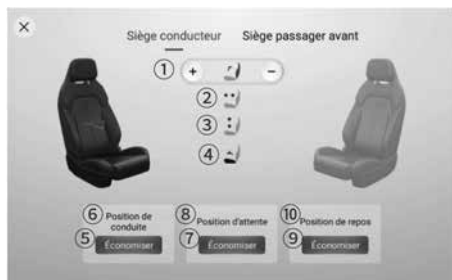 Siège conducteur Siège passager avant
① + −
②
③
④
⑥ Position de conduite ⑧ Position d'attente ⑩ Position de repos
⑤ Économiser ⑦ Économiser ⑨ Économiser